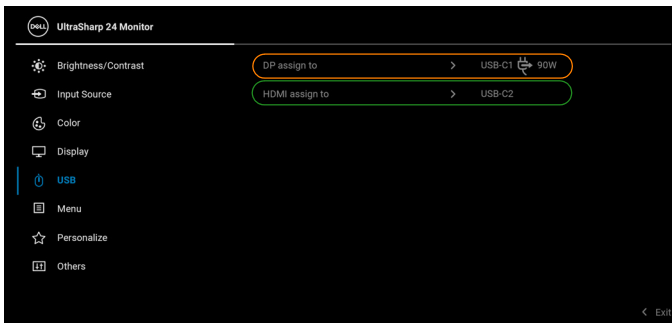 DELL UltraSharp 24 Monitor
Brightness/Contrast
DP assign to > USB-C1 90W
Input Source
HDMI assign to > USB-C2
Color
Display
USB
Menu
Personalize
Others
< Exit